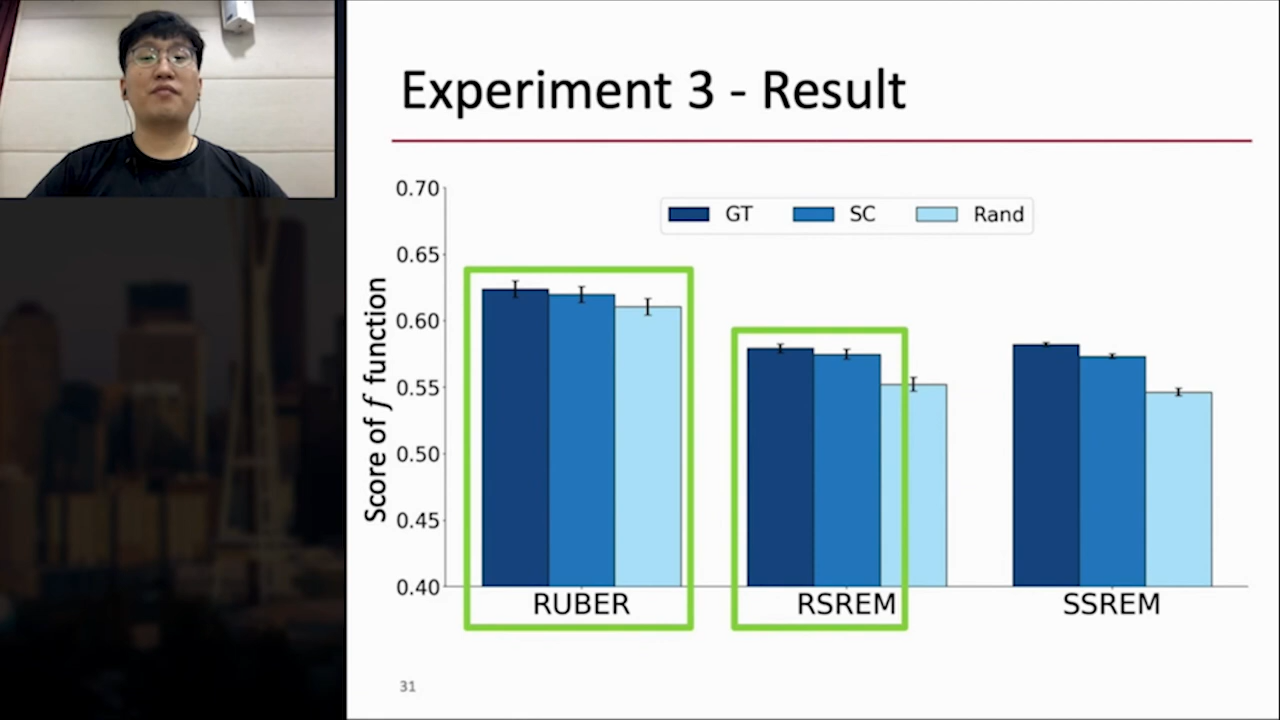 Experiment 3 - Result
0.70
GT SC Rand
0.65
0.60
0.55
0.50
0.45
0.40
Score of f function
RUBER RSREM SSREM
31